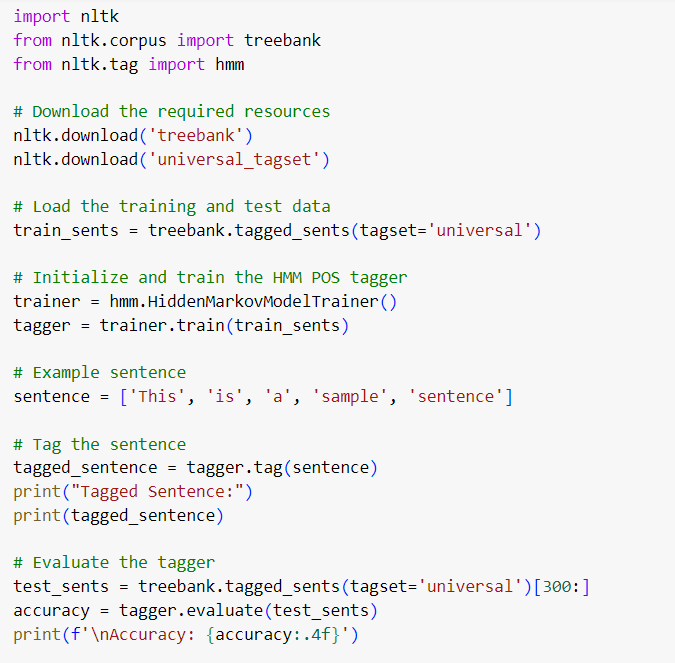 import nltk
from nltk.corpus import treebank
from nltk.tag import hmm
# Download the required resources
nltk.download('treebank')
nltk.download('universal_tagset')
# Load the training and test data
train_sents = treebank.tagged_sents(tagset='universal')
# Initialize and train the HMM POS tagger
trainer = hmm.HiddenMarkovModelTrainer()
tagger = trainer.train(train_sents)
# Example sentence
sentence = ['This', 'is', 'a', 'sample', 'sentence']
# Tag the sentence
tagged_sentence = tagger.tag(sentence)
print("Tagged Sentence:")
print(tagged_sentence)
# Evaluate the tagger
test_sents = treebank.tagged_sents(tagset='universal')[300:]
accuracy = tagger.evaluate(test_sents)
print(f'\nAccuracy: {accuracy:.4f}')